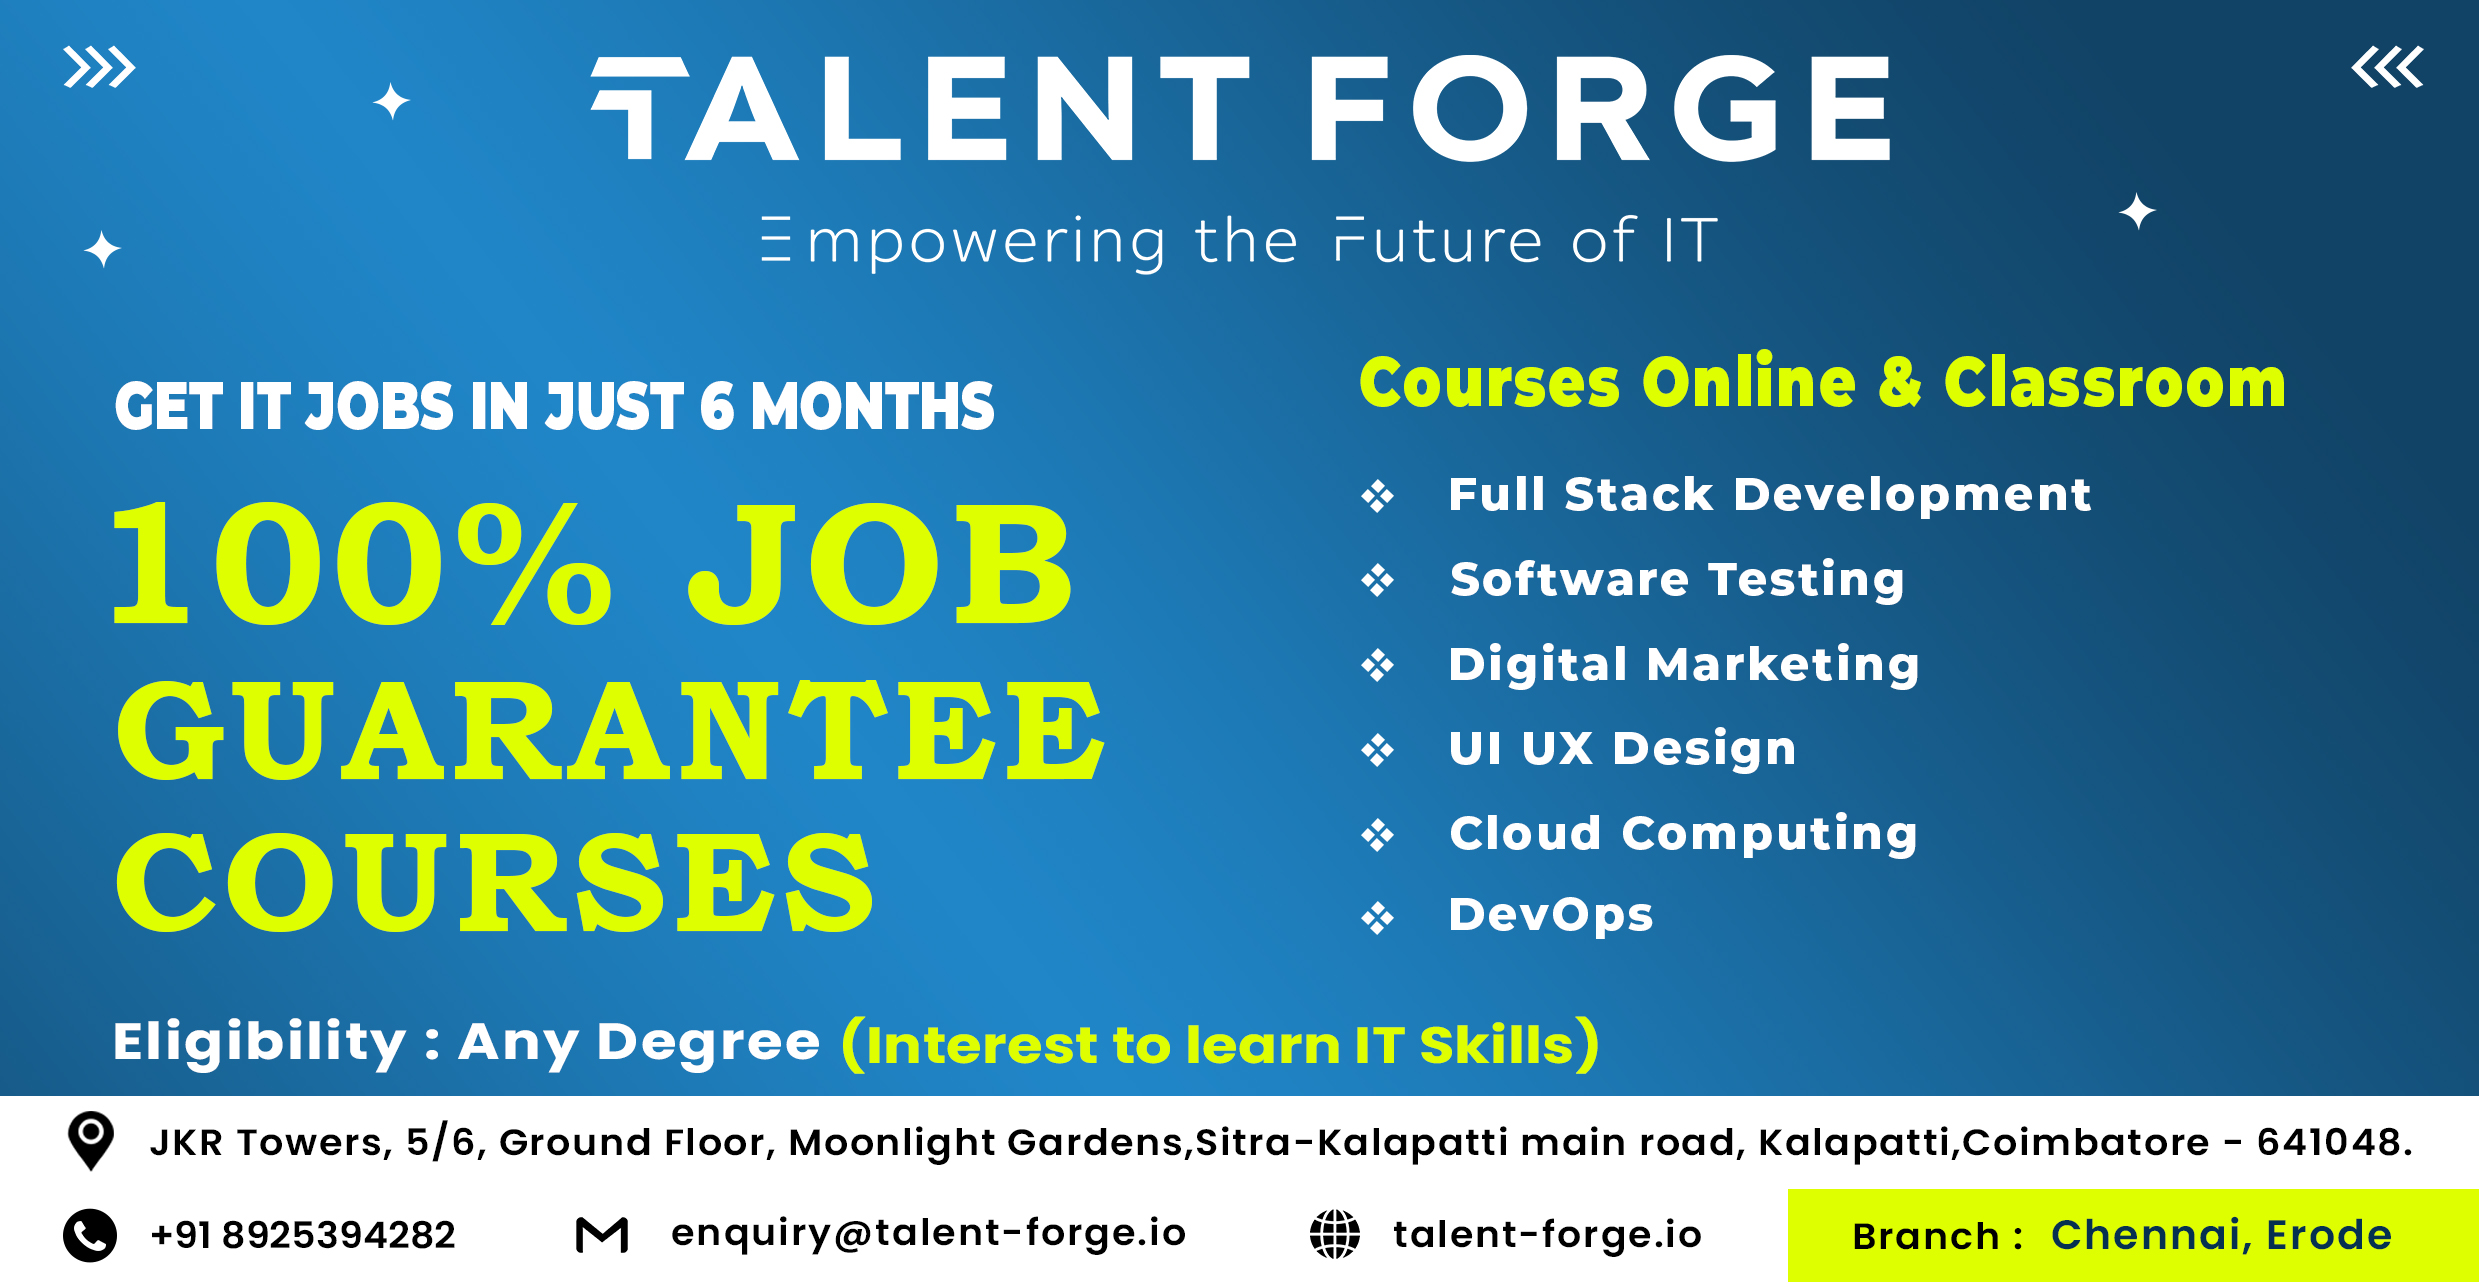 TALENT FORGE
Empowering the Future of IT
GET IT JOBS IN JUST 6 MONTHS
100% JOB
GUARANTEE
COURSES
Courses Online & Classroom
Full Stack Development
Software Testing
Digital Marketing
UI UX Design
Cloud Computing
DevOps
Eligibility : Any Degree (Interest to learn IT Skills)
JKR Towers, 5/6, Ground Floor, Moonlight Gardens,Sitra-Kalapatti main road, Kalapatti,Coimbatore - 641048.
+91 8925394282
enquiry@talent-forge.io
talent-forge.io
Branch : Chennai, Erode